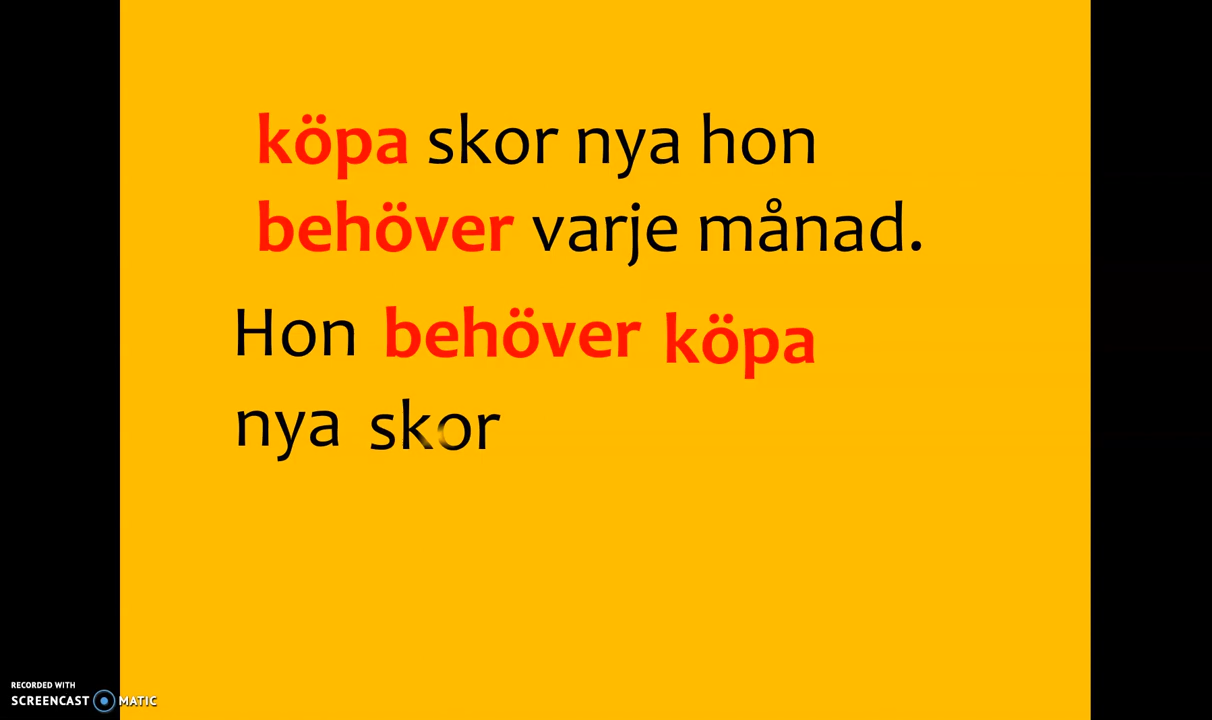 köpa skor nya hon
behöver varje månad.
Hon behöver köpa
nya skor
RECORDED WITH
SCREENCAST MATIC